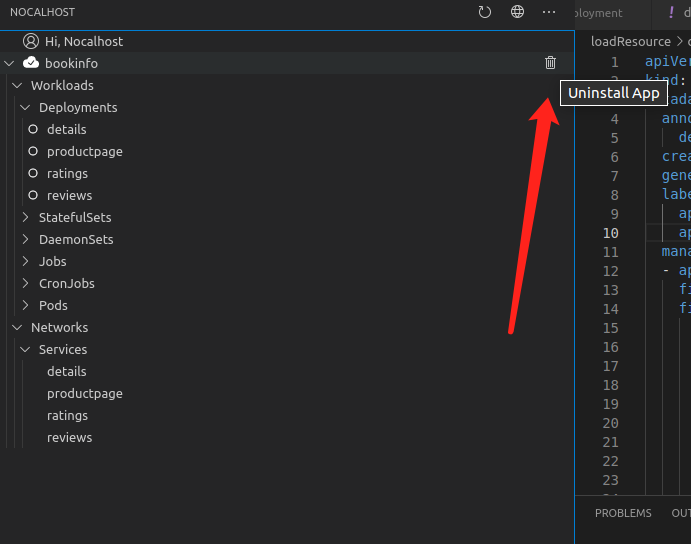 NOCALHOST
Hi, Nocalhost
bookinfo
Workloads
Deployments
details
productpage
ratings
reviews
StatefulSets
DaemonSets
Jobs
CronJobs
Pods
Networks
Services
details
productpage
ratings
reviews
Uninstall App
ployment
! d
loadResource >
1 apiVer
kind:
ada
4 anno
5 de
6 crea
7 gene
8 labe
9 ap
10 ap
11 mana
12 - ap
13 fi
14 fi
15
16
17
18
19
20
21
22
23
PROBLEMS OUT